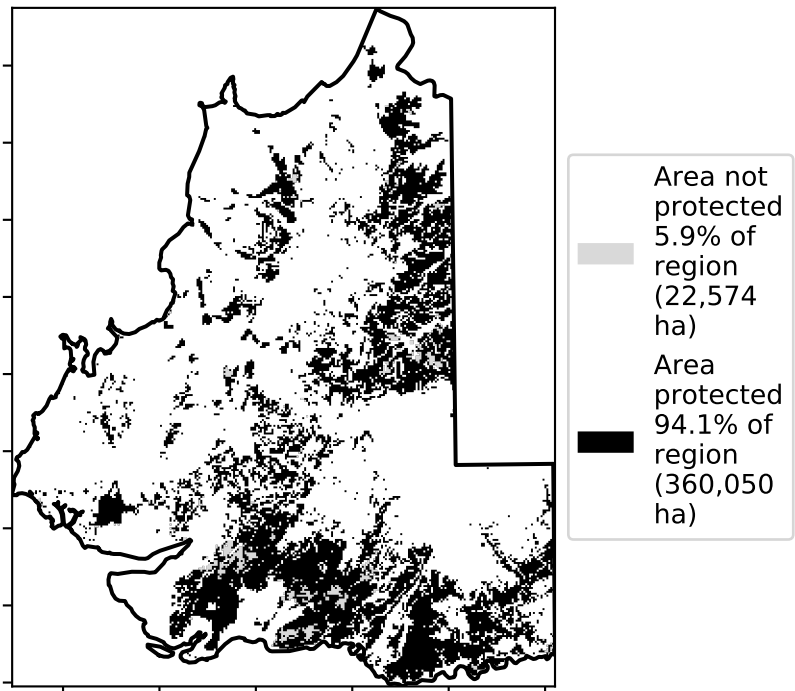 Area not
protected
5.9% of
region
(22,574
ha)
Area
protected
94.1% of
region
(360,050
ha)